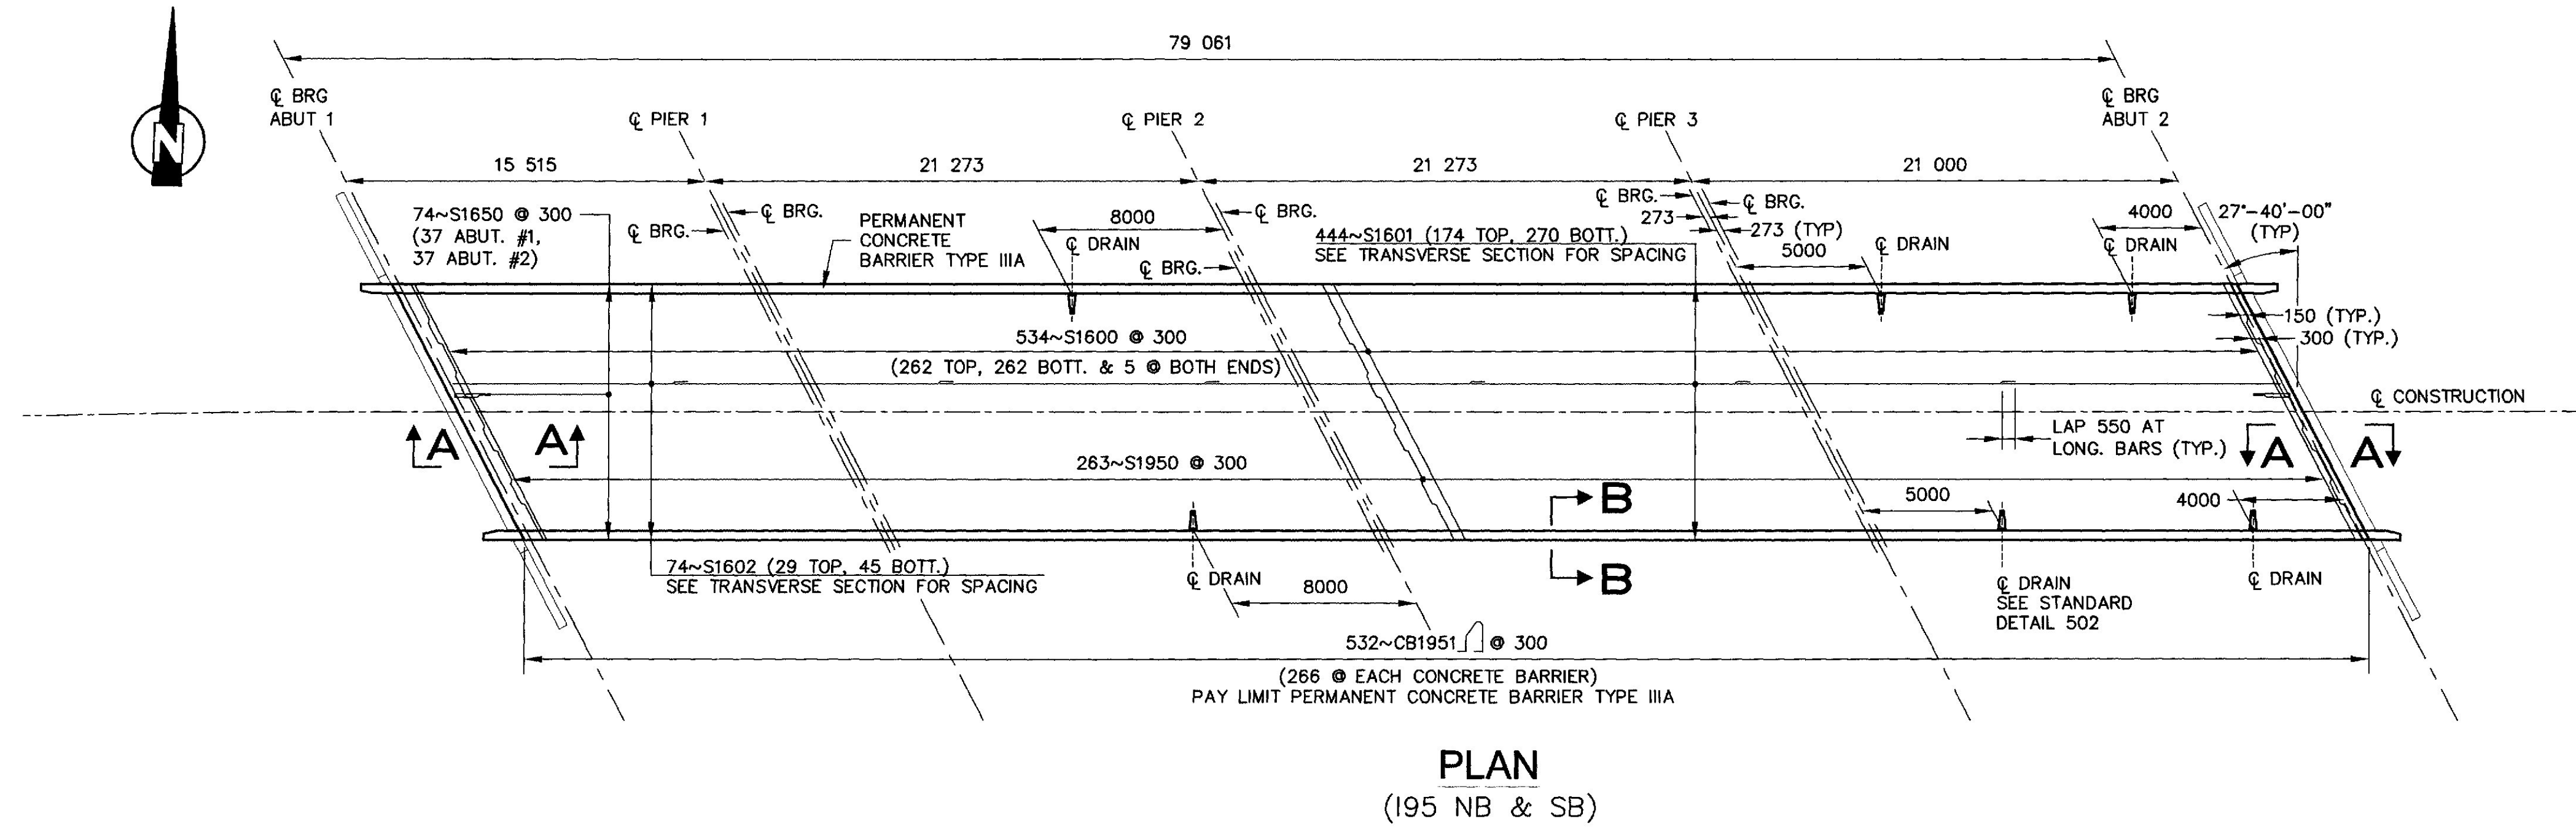 79 061
N
℄ BRG
ABUT 1
℄ PIER 1
℄ PIER 2
℄ PIER 3
℄ BRG
ABUT 2
15 515
21 273
21 273
21 000
74~S1650 @ 300
(37 ABUT. #1,
37 ABUT. #2)
℄ BRG.
℄ BRG.
PERMANENT
CONCRETE
BARRIER TYPE IIIA
8000
℄ DRAIN
℄ BRG.
℄ BRG.
444~S1601 (174 TOP, 270 BOTT.)
SEE TRANSVERSE SECTION FOR SPACING
℄ BRG.
℄ BRG.
273
273 (TYP)
5000
℄ DRAIN
4000
℄ DRAIN
27°-40'-00"
(TYP)
150 (TYP.)
300 (TYP.)
534~S1600 @ 300
(262 TOP, 262 BOTT. & 5 @ BOTH ENDS)
℄ CONSTRUCTION
LAP 550 AT
LONG. BARS (TYP.)
A
A
A
A
263~S1950 @ 300
B
B
5000
4000
74~S1602 (29 TOP, 45 BOTT.)
SEE TRANSVERSE SECTION FOR SPACING
℄ DRAIN
8000
℄ DRAIN
SEE STANDARD
DETAIL 502
℄ DRAIN
532~CB1951 @ 300
(266 @ EACH CONCRETE BARRIER)
PAY LIMIT PERMANENT CONCRETE BARRIER TYPE IIIA
PLAN
(195 NB & SB)